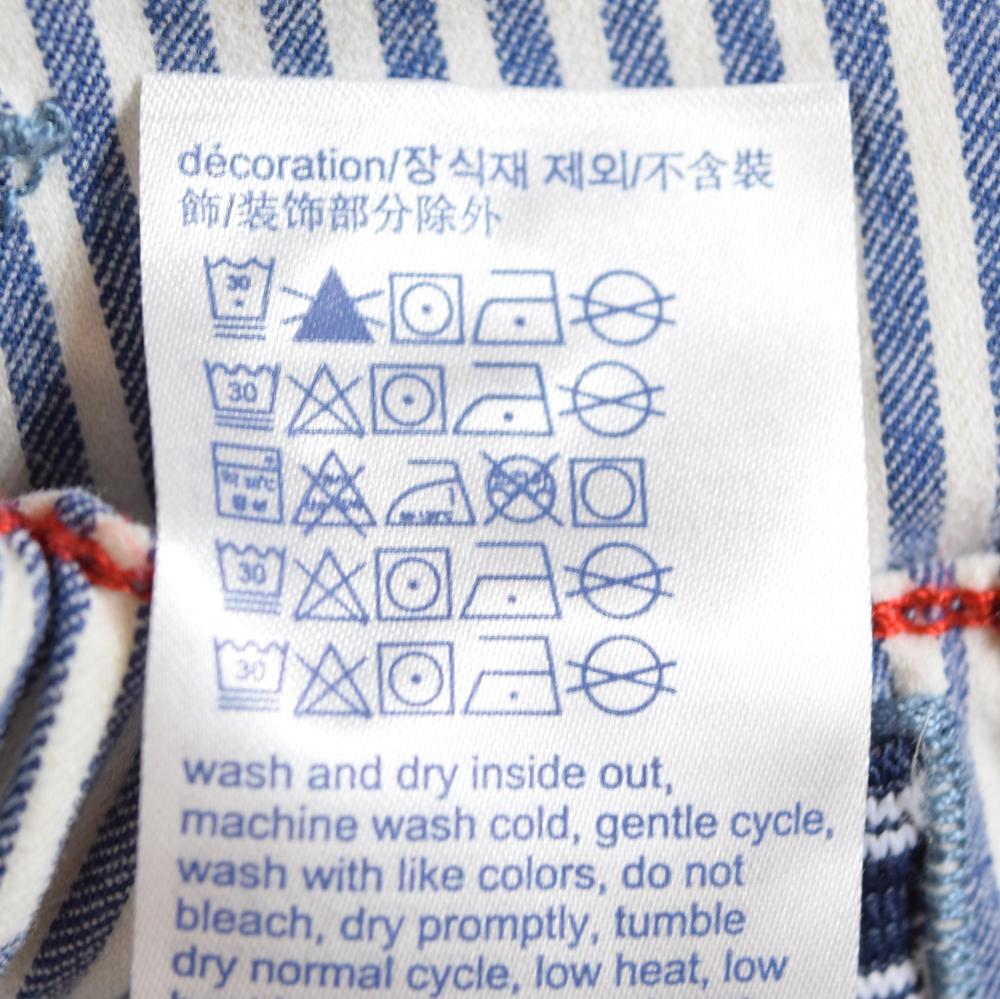 décoration/장식재 제외/不含裝
飾/装饰部分除外
30
30
30
30
wash and dry inside out,
machine wash cold, gentle cycle,
wash with like colors, do not
bleach, dry promptly, tumble
dry normal cycle, low heat, low